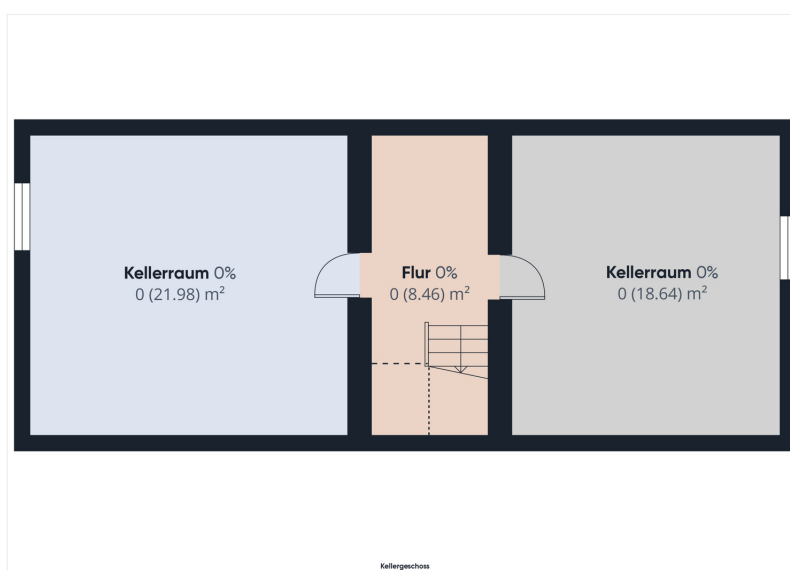 Kellerraum 0%
0 (21.98) m²
Flur 0%
0 (8.46) m²
Kellerraum 0%
0 (18.64) m²
Kellergeschoss